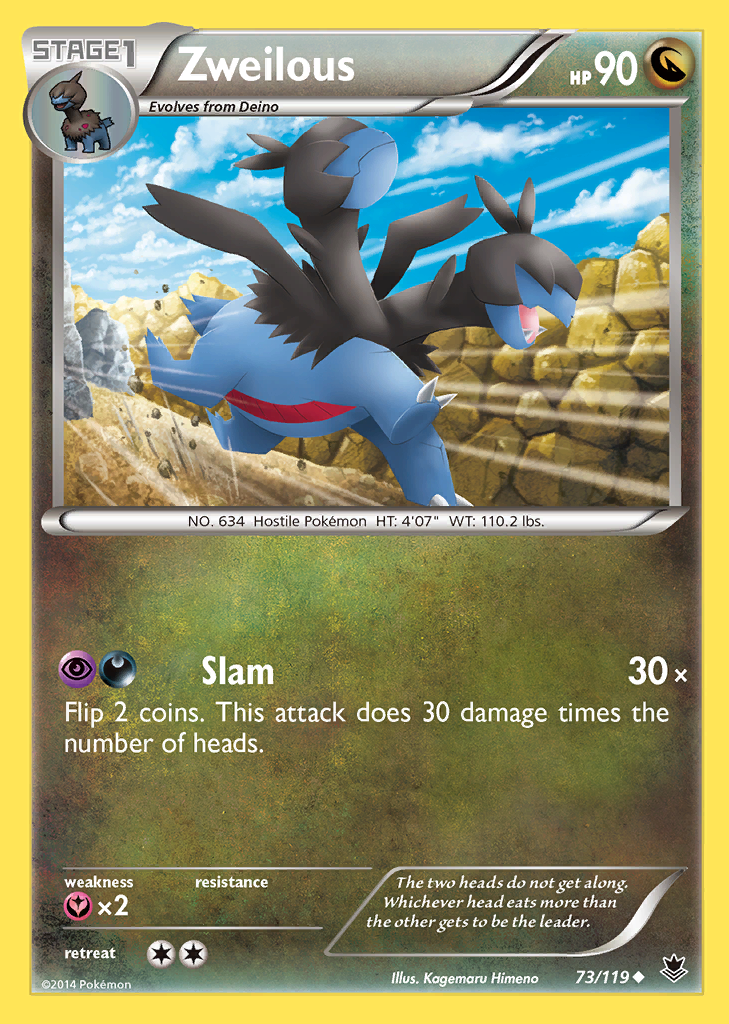 STAGE1
Zweilous
HP 90
Evolves from Deino
NO. 634 Hostile Pokémon HT: 4'07" WT: 110.2 lbs.
Slam 30×
Flip 2 coins. This attack does 30 damage times the
number of heads.
weakness resistance
×2
retreat
The two heads do not get along.
Whichever head eats more than
the other gets to be the leader.
©2014 Pokémon
Illus. Kagemaru Himeno 73/119